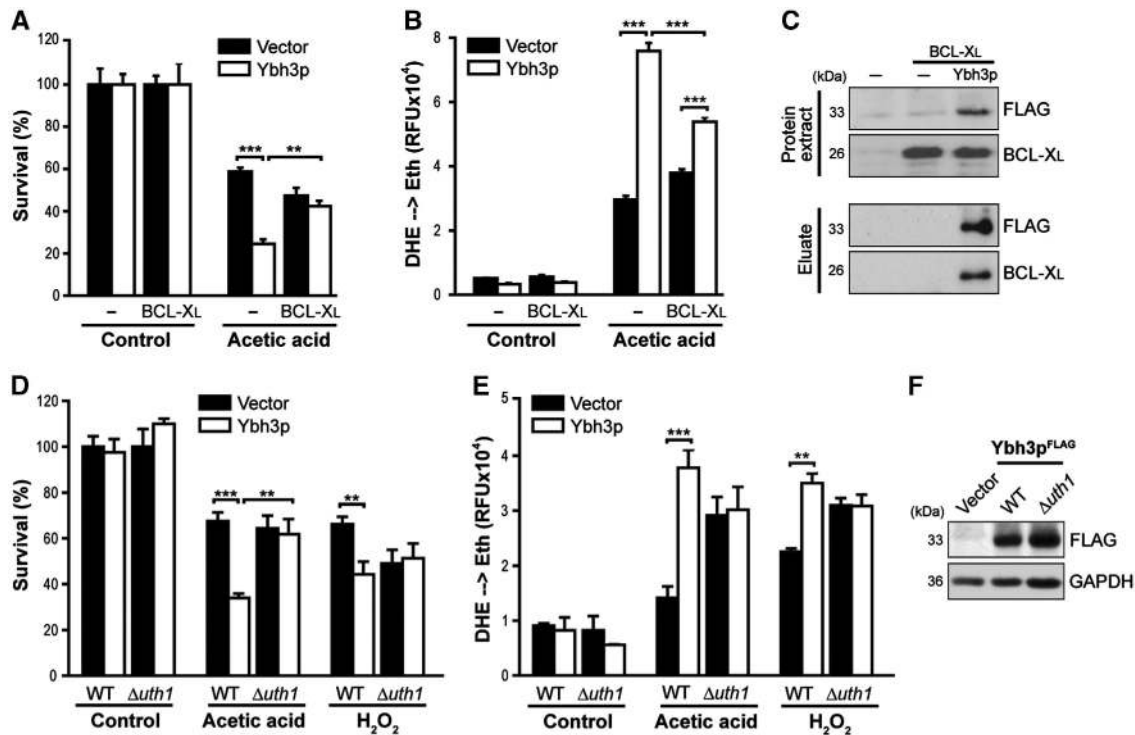 A
120
100
80
60
40
20
0
Survival (%)
Vector
Ybh3p
***
**
– BCL-XL – BCL-XL
Control Acetic acid
B
8
6
4
2
0
DHE --> Eth (RFUx10⁴)
Vector
Ybh3p
*** ***
***
– BCL-XL – BCL-XL
Control Acetic acid
C
BCL-XL
(kDa) – – Ybh3p
Protein extract
33 FLAG
26 BCL-XL
Eluate
33 FLAG
26 BCL-XL
D
120
100
80
60
40
20
0
Survival (%)
Vector
Ybh3p
*** ** **
WT Δuth1 WT Δuth1 WT Δuth1
Control Acetic acid H₂O₂
E
5
4
3
2
1
0
DHE --> Eth (RFUx10⁴)
Vector
Ybh3p
*** **
WT Δuth1 WT Δuth1 WT Δuth1
Control Acetic acid H₂O₂
F
Ybh3pFLAG
Vector WT Δuth1
(kDa)
33 FLAG
36 GAPDH